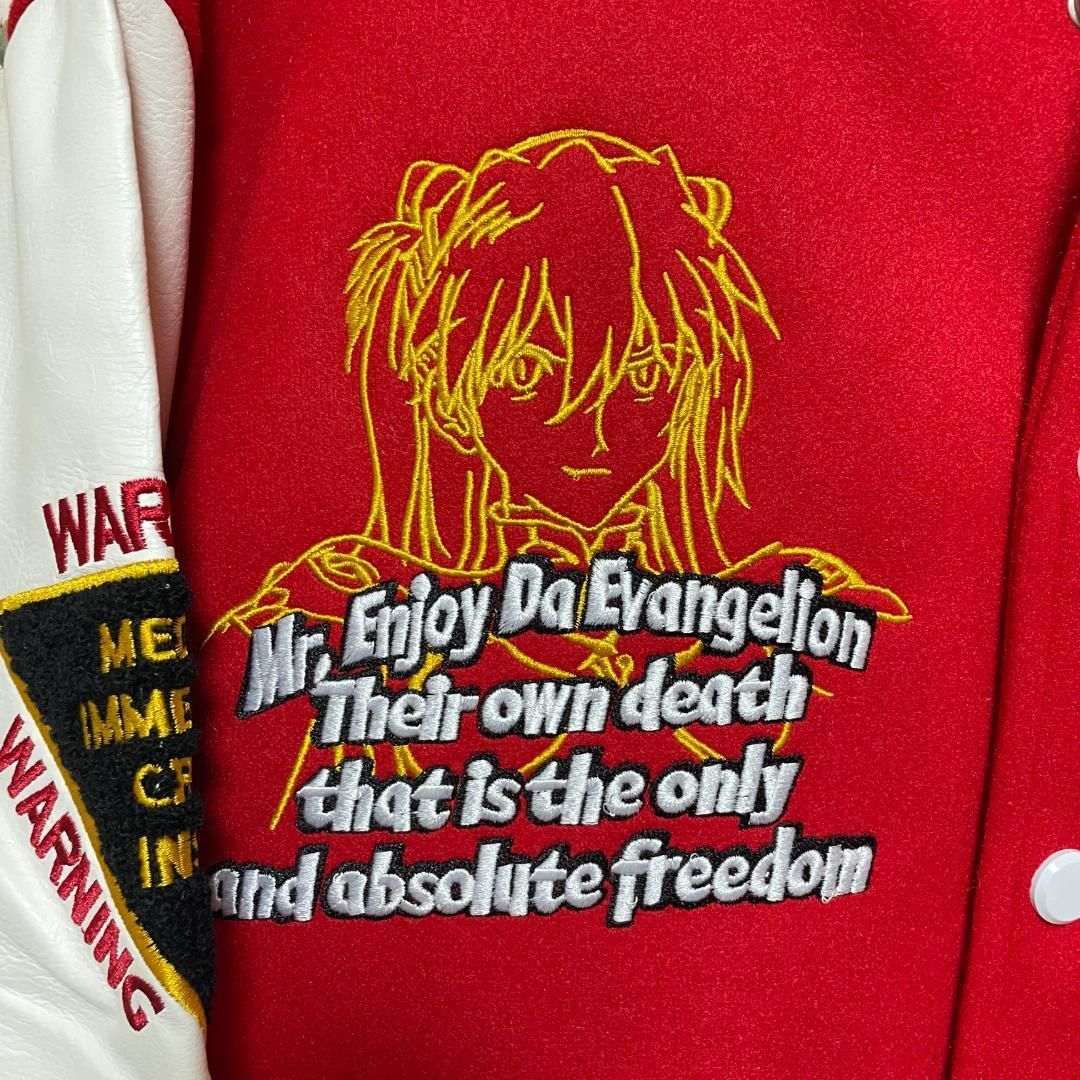 Mr, Enjoy Da Evangelion
Their own death
that is the only
and absolute freedom
WARNING